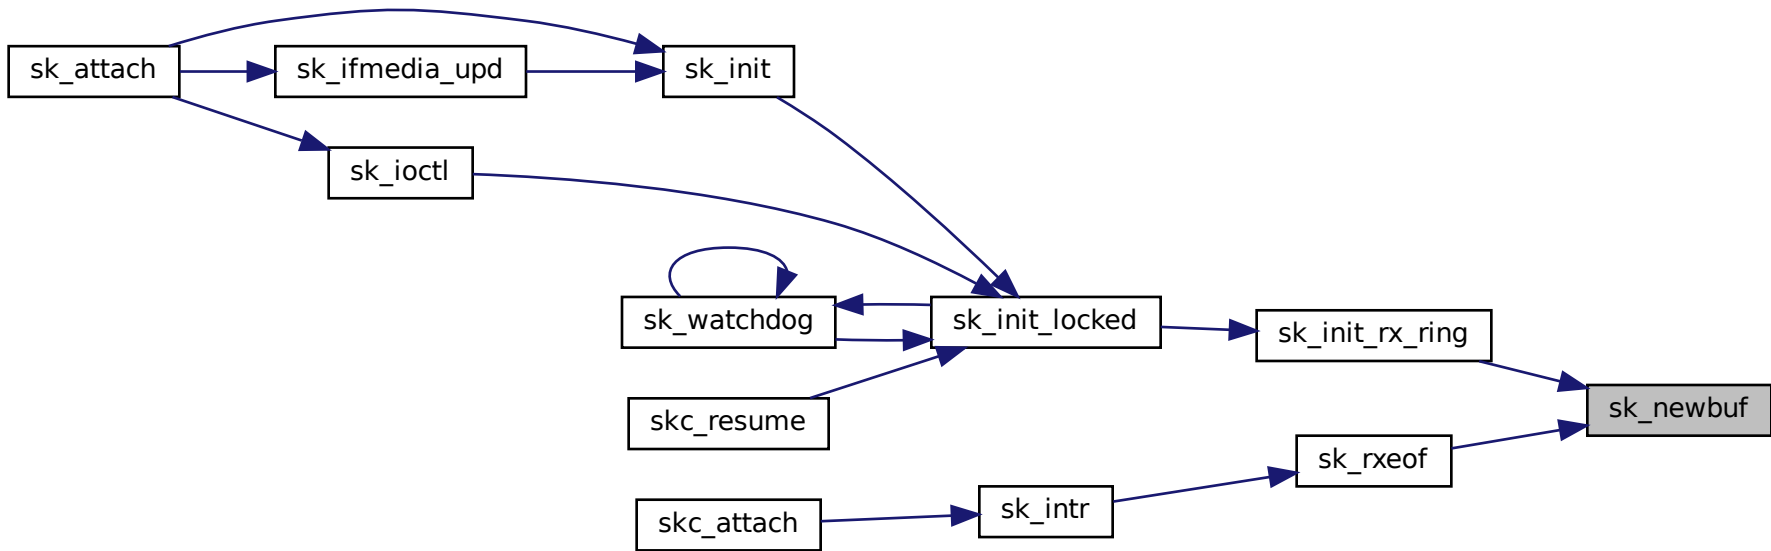 sk_attach
sk_ifmedia_upd
sk_init
sk_ioctl
sk_watchdog
sk_init_locked
sk_init_rx_ring
skc_resume
sk_newbuf
sk_rxeof
skc_attach
sk_intr